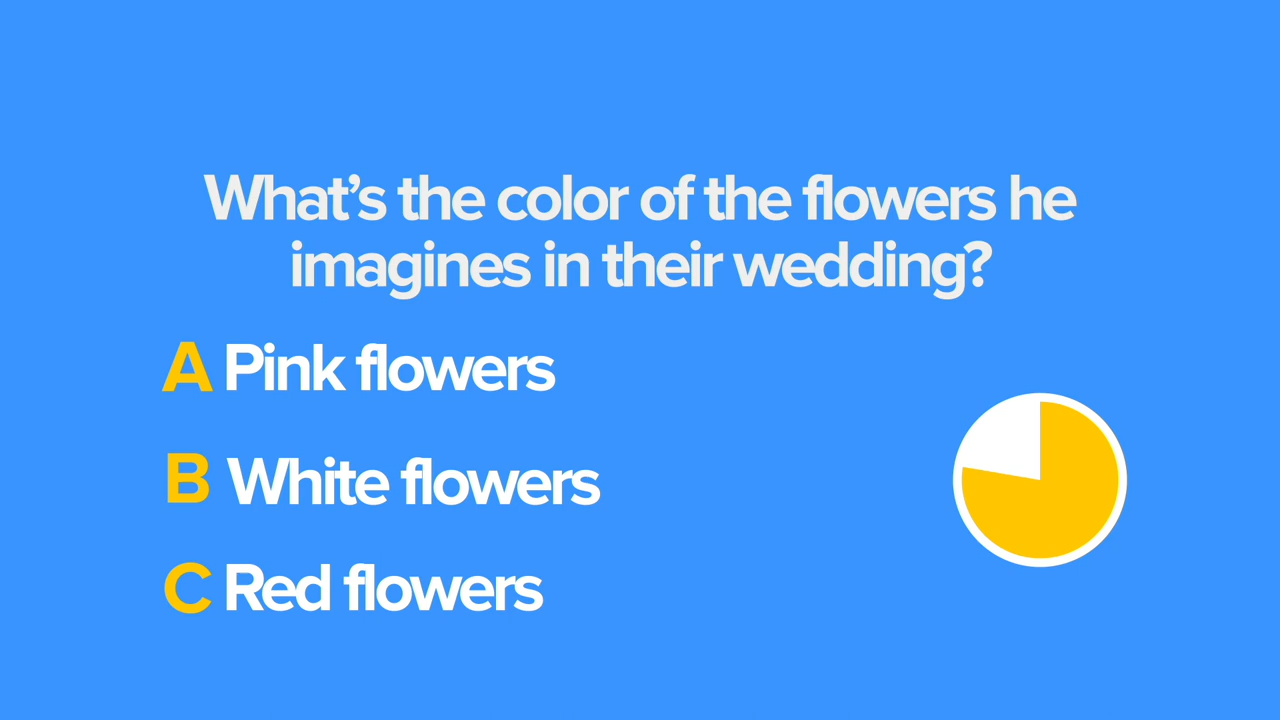 What’s the color of the flowers he
imagines in their wedding?
A Pink flowers
B White flowers
C Red flowers